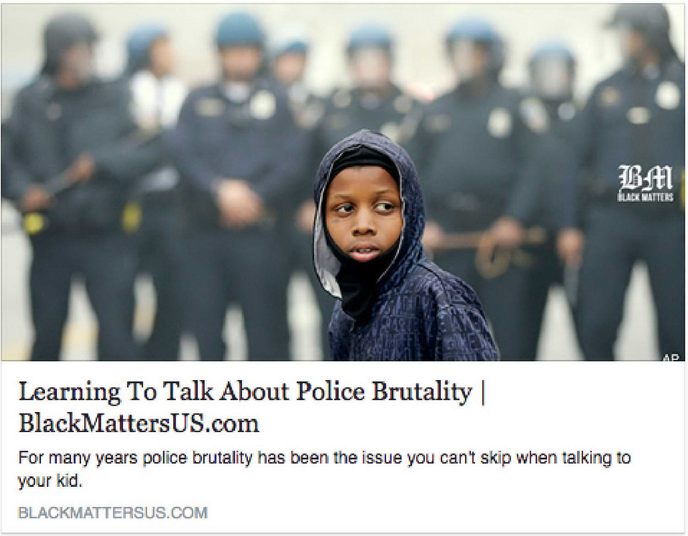 BM
BLACK MATTERS
AP
Learning To Talk About Police Brutality |
BlackMattersUS.com
For many years police brutality has been the issue you can't skip when talking to
your kid.
BLACKMATTERSUS.COM